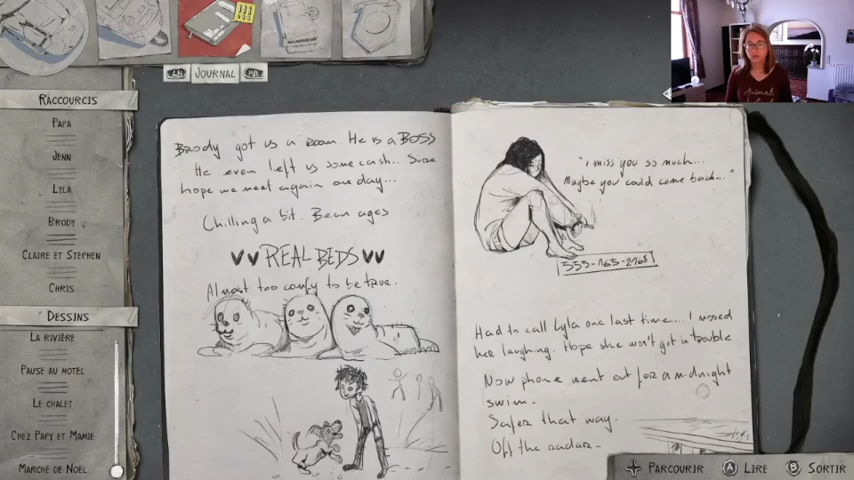 LB JOURNAL RB
RACCOURCIS
PAPA
JENN
LYLA
BRODY
CLAIRE ET STEPHEN
CHRIS
DESSINS
LA RIVIÈRE
PAUSE AU MOTEL
LE CHALET
CHEZ PAPY ET MAMIE
MARCHÉ DE NOËL
Brody got us a room. He is a BOSS
He even left us some cash.. Sure
hope we meet again one day...
Chilling a bit. Been ages
REAL BEDS
Almost too comfy to be true.
"I miss you so much...
Maybe you could come back..."
555-765-2768
Had to call Lyla one last time... I missed
her laughing. Hope she won't get in trouble
Now phone went out for a midnight
swim.
Safer that way.
Off the radar.
PARCOURIR A LIRE B SORTIR